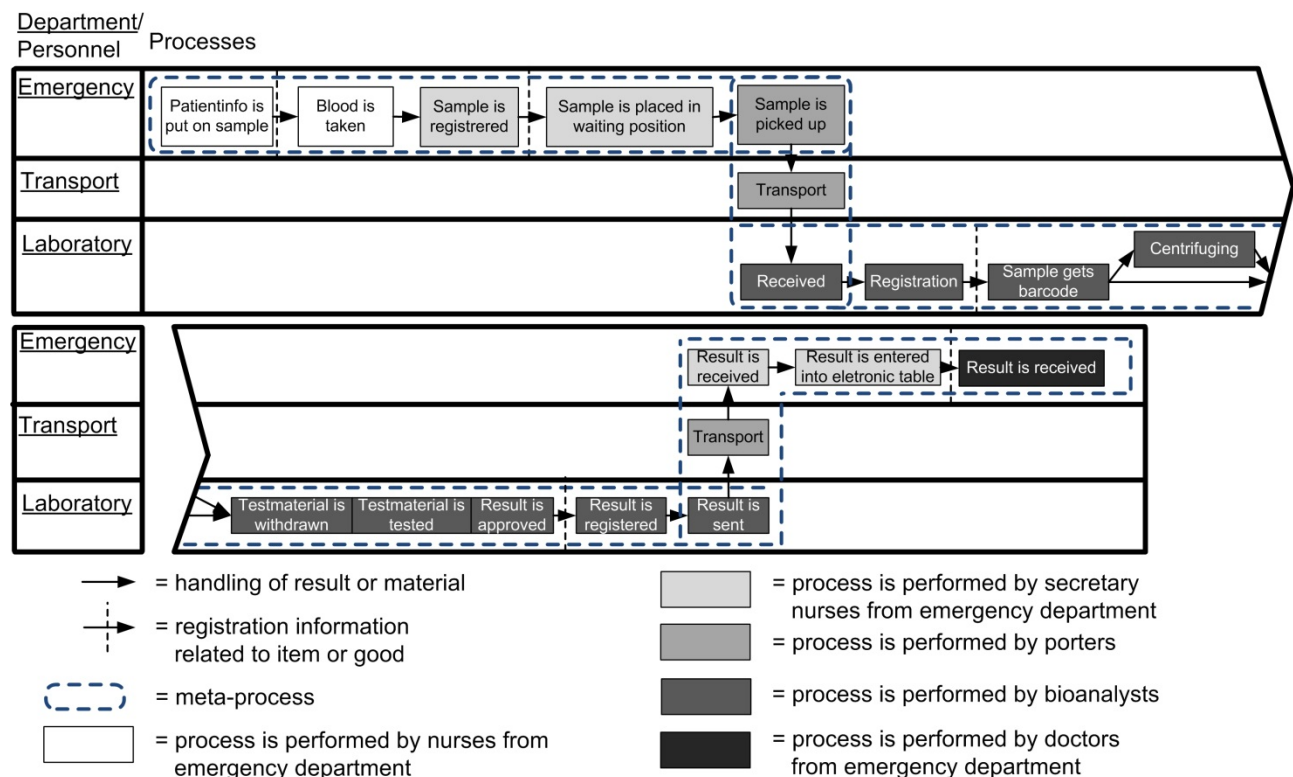 Department/
Personnel
Processes
Emergency
Patientinfo is
put on sample
Blood is
taken
Sample is
registrered
Sample is placed in
waiting position
Sample is
picked up
Transport
Transport
Laboratory
Received
Registration
Sample gets
barcode
Centrifuging
Emergency
Result is
received
Result is entered
into eletronic table
Result is received
Transport
Transport
Laboratory
Testmaterial is
withdrawn
Testmaterial is
tested
Result is
approved
Result is
registered
Result is
sent
= handling of result or material
= registration information
related to item or good
= meta-process
= process is performed by nurses from
emergency department
= process is performed by secretary
nurses from emergency department
= process is performed by porters
= process is performed by bioanalysts
= process is performed by doctors
from emergency department